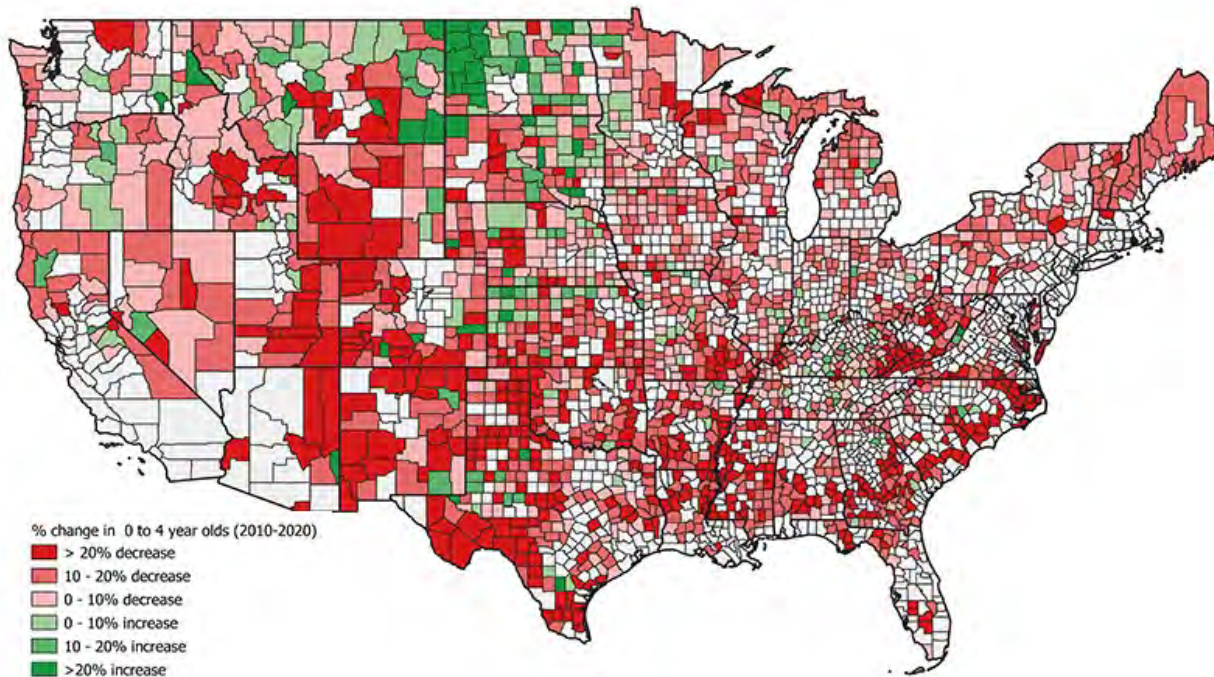 % change in 0 to 4 year olds (2010-2020)
> 20% decrease
10 - 20% decrease
0 - 10% decrease
0 - 10% increase
10 - 20% increase
>20% increase